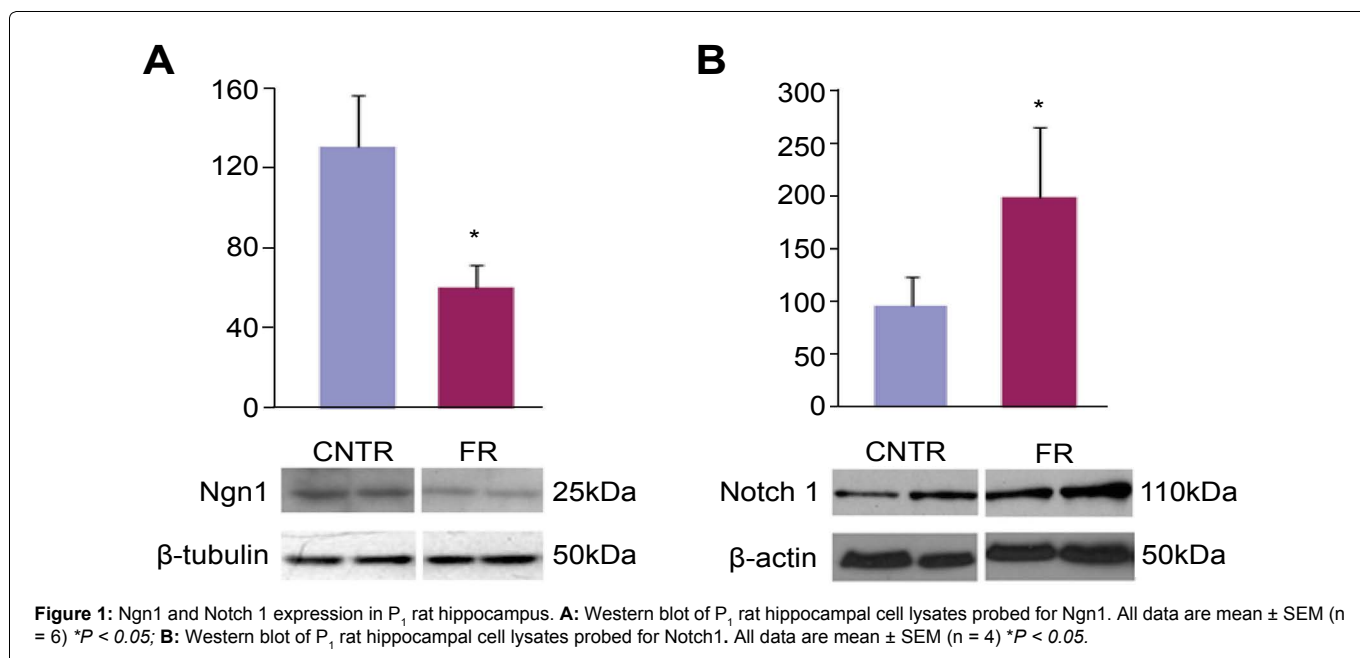 A
160
120
80
40
0
*
CNTR FR
Ngn1 25kDa
β-tubulin 50kDa
B
300
250
200
150
100
50
0
*
CNTR FR
Notch 1 110kDa
β-actin 50kDa
Figure 1: Ngn1 and Notch 1 expression in P₁ rat hippocampus. A: Western blot of P₁ rat hippocampal cell lysates probed for Ngn1. All data are mean ± SEM (n
= 6) *P < 0.05; B: Western blot of P₁ rat hippocampal cell lysates probed for Notch1. All data are mean ± SEM (n = 4) *P < 0.05.